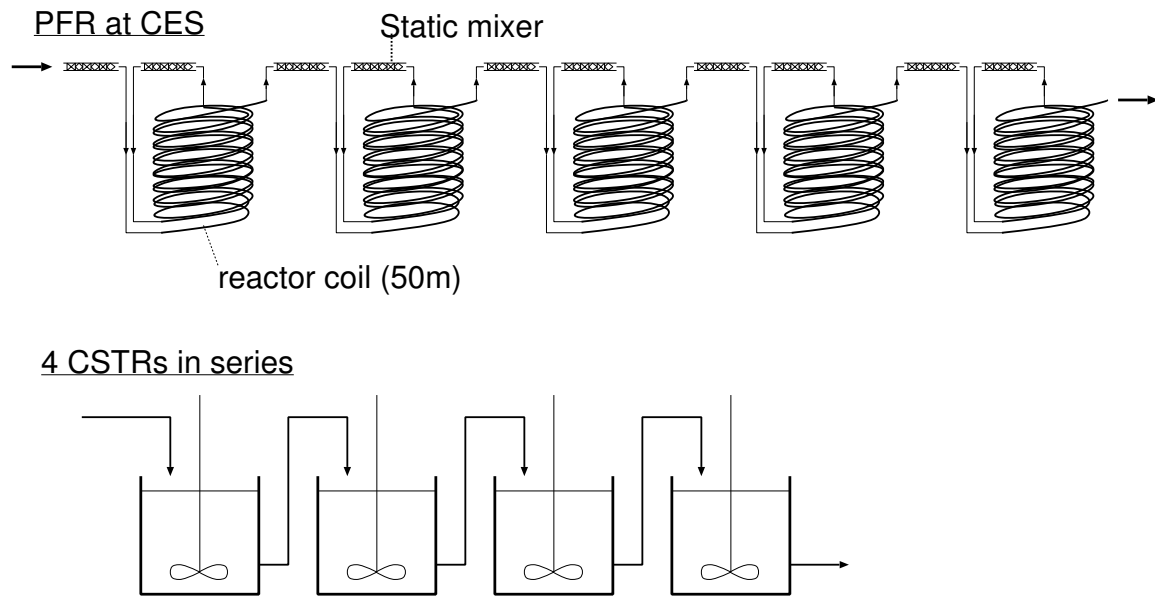 PFR at CES
Static mixer
reactor coil (50m)
4 CSTRs in series